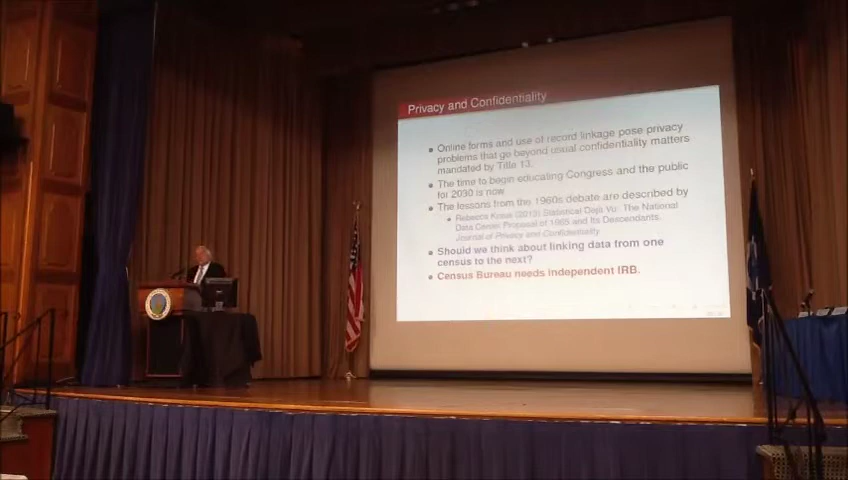 Privacy and Confidentiality
Online forms and use of record linkage pose privacy
problems that go beyond usual confidentiality matters
mandated by Title 13.
The time to begin educating Congress and the public
for 2030 is now
The lessons from the 1960s debate are described by
Rebecca Kraus (2013) Statistical Déjà Vu: The National
Data Center Proposal of 1965 and Its Descendants.
Journal of Privacy and Confidentiality
Should we think about linking data from one
census to the next?
Census Bureau needs independent IRB.